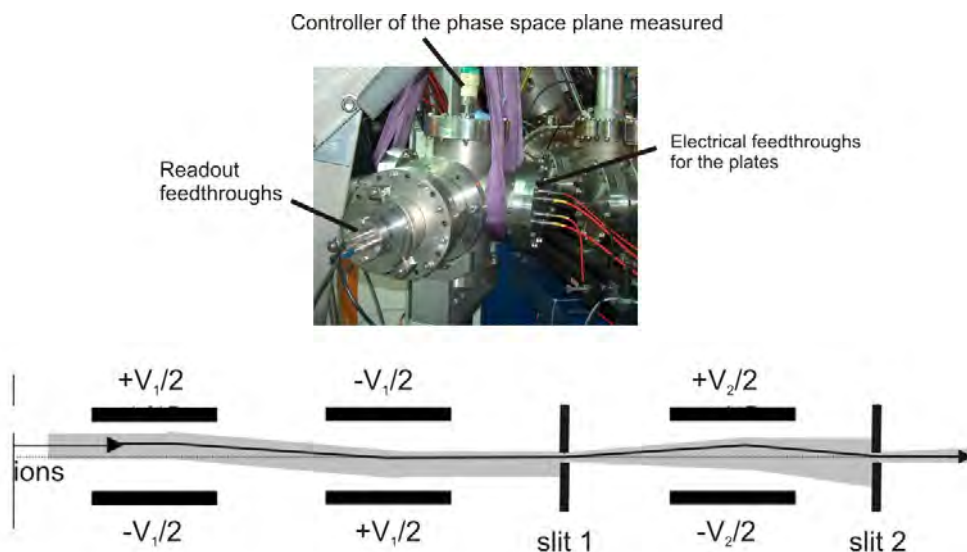 Controller of the phase space plane measured
Electrical feedthroughs
for the plates
Readout
feedthroughs
+V₁/2
-V₁/2
+V₂/2
ions
-V₁/2
+V₁/2
slit 1
-V₂/2
slit 2